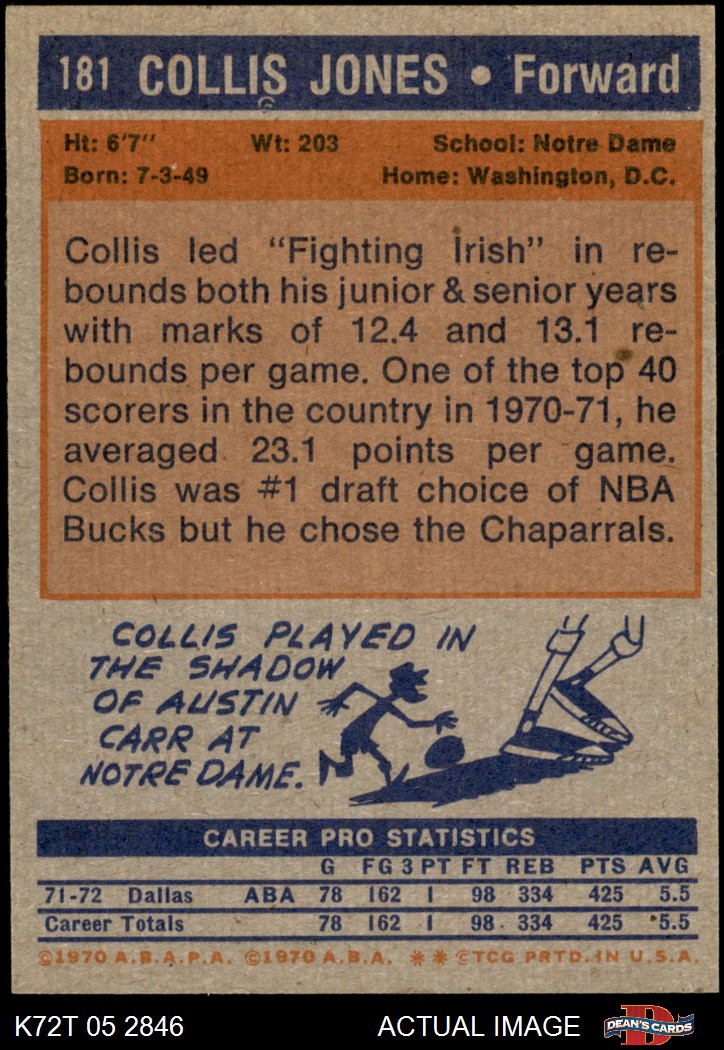 181 COLLIS JONES • Forward
Ht: 6'7" Wt: 203 School: Notre Dame
Born: 7-3-49 Home: Washington, D.C.
Collis led "Fighting Irish" in re-
bounds both his junior & senior years
with marks of 12.4 and 13.1 re-
bounds per game. One of the top 40
scorers in the country in 1970-71, he
averaged 23.1 points per game.
Collis was #1 draft choice of NBA
Bucks but he chose the Chaparrals.
COLLIS PLAYED IN
THE SHADOW
OF AUSTIN
CARR AT
NOTRE DAME.
CAREER PRO STATISTICS
G FG 3 PT FT REB PTS AVG
71-72 Dallas ABA 78 162 1 98 334 425 5.5
Career Totals 78 162 1 98 334 425 5.5
©1970 A.B.A.P.A. ©1970 A.B.A. ** ©TCG PRTD. IN U.S.A.
K72T 05 2846 ACTUAL IMAGE DEAN'S CARDS